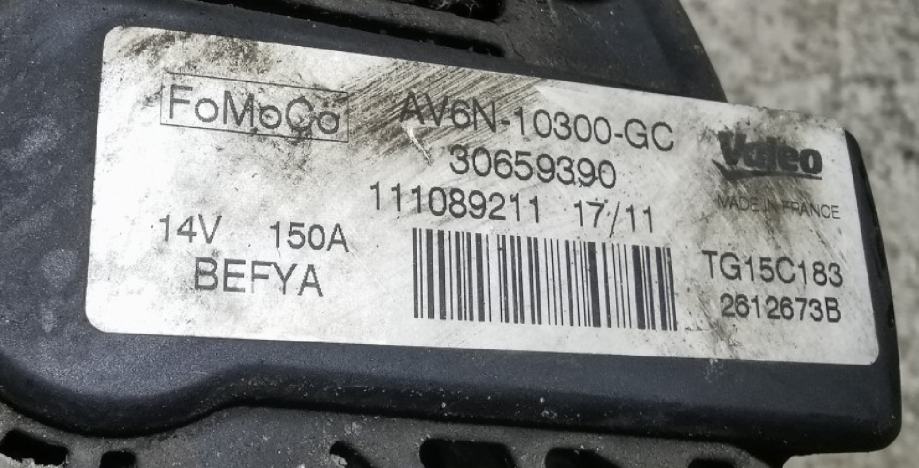 FoMoCo
AV6N-10300-GC
30659390
111089211 17/11
14V 150A
BEFYA
Valeo
MADE IN FRANCE
TG15C183
2612673B